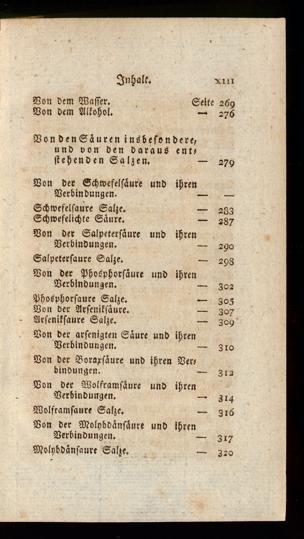 Inhalt. XIII
Von dem Wasser. Seite 269
Von dem Alkohol. — 276
Von den Säuren insbesondere,
und von den daraus ent-
stehenden Salzen. — 279
Von der Schwefelsäure und ihren
Verbindungen. — —
Schwefelsaure Salze. — 283
Schwefelichte Säure. — 287
Von der Salpetersäure und ihren
Verbindungen. — 290
Salpetersaure Salze. — 298
Von der Phosphorsäure und ihren
Verbindungen. — 302
Phosphorsaure Salze. — 305
Von der Arseniksäure. — 307
Arseniksaure Salze. — 309
Von der arsenigten Säure und ihren
Verbindungen. — 310
Von der Boraxsäure und ihren Ver-
bindungen. — 312
Von der Wolframsäure und ihren
Verbindungen. — 314
Wolframsaure Salze. — 316
Von der Molybdänsäure und ihren
Verbindungen. — 317
Molybdänsaure Salze. — 320